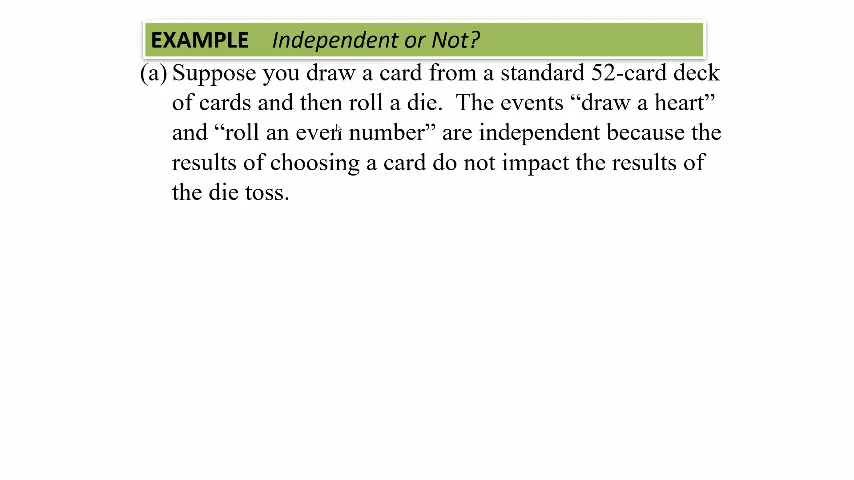 EXAMPLE Independent or Not?
(a) Suppose you draw a card from a standard 52-card deck
of cards and then roll a die. The events “draw a heart”
and “roll an even number” are independent because the
results of choosing a card do not impact the results of
the die toss.